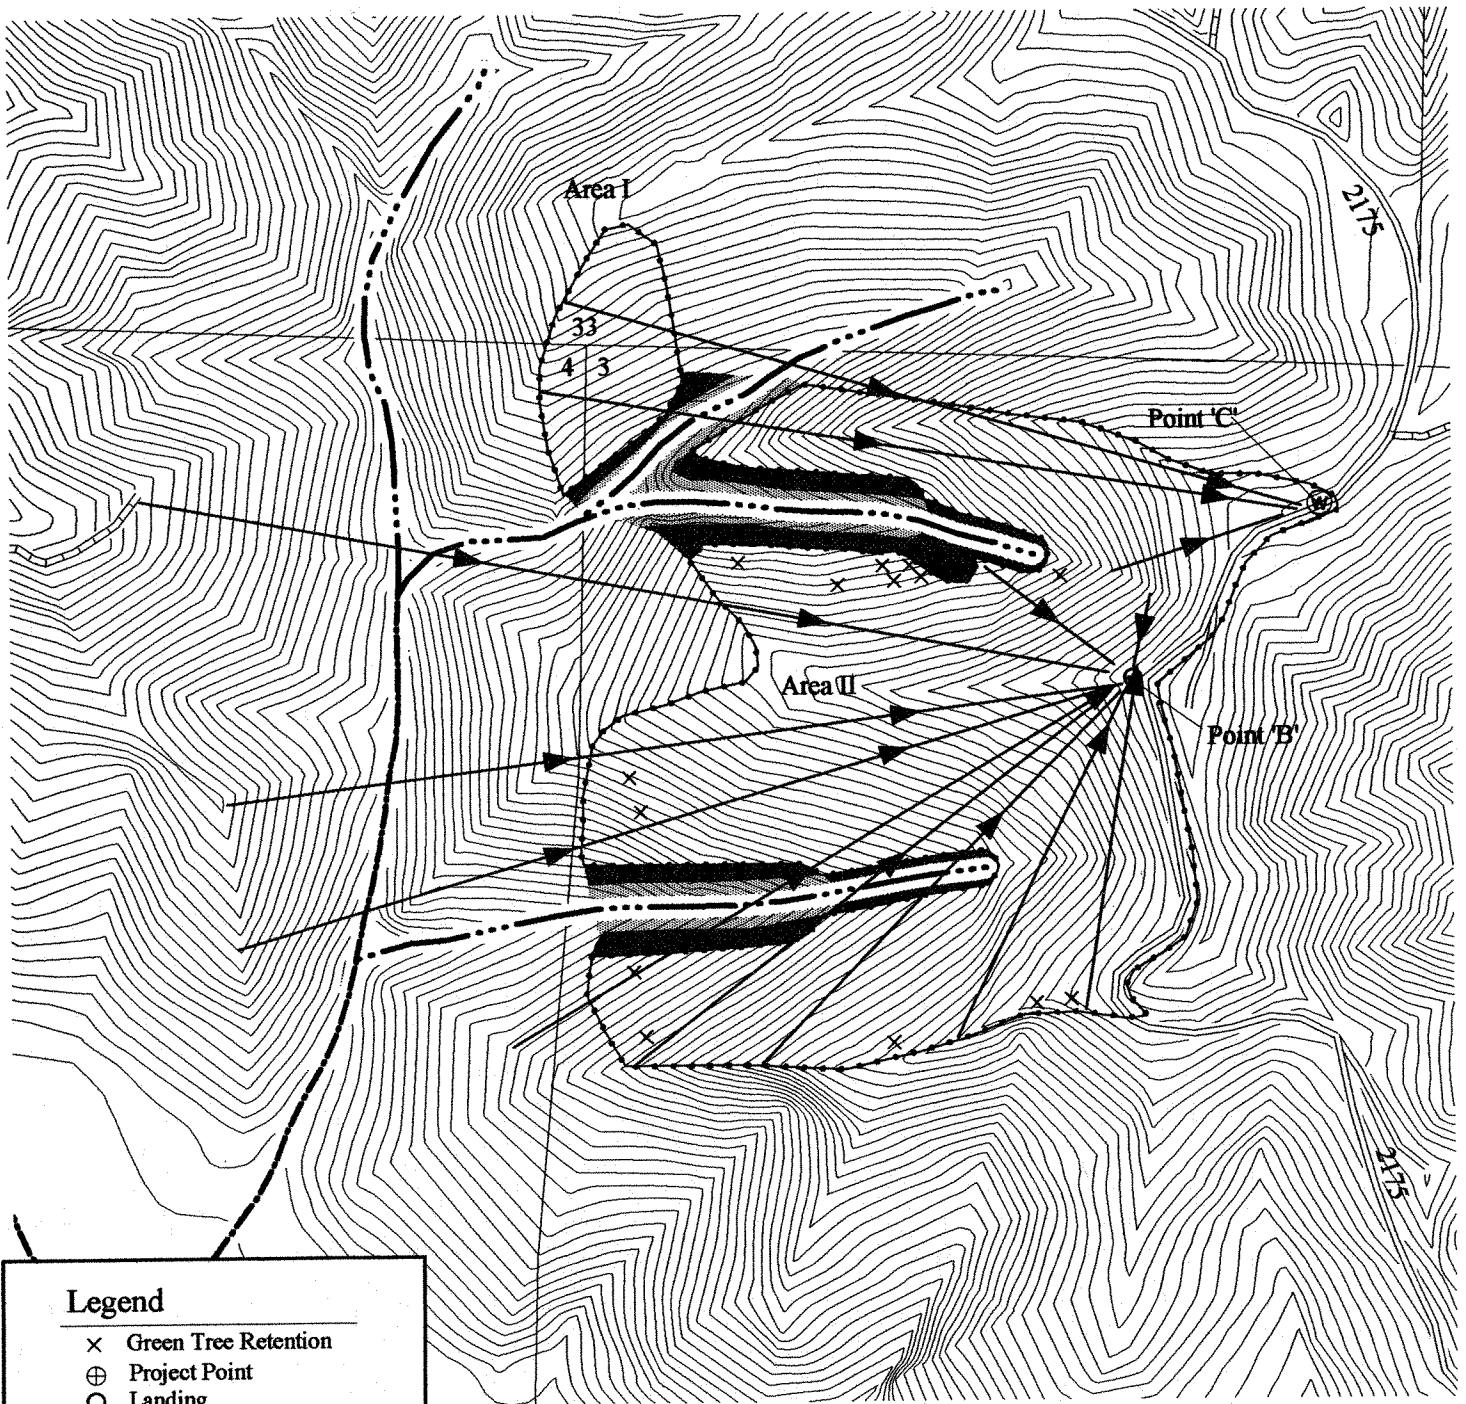 Area I
2175
33
4 3
Point 'C'
W
Area II
Point 'B'
2175
Legend
Green Tree Retention
Project Point
Landing